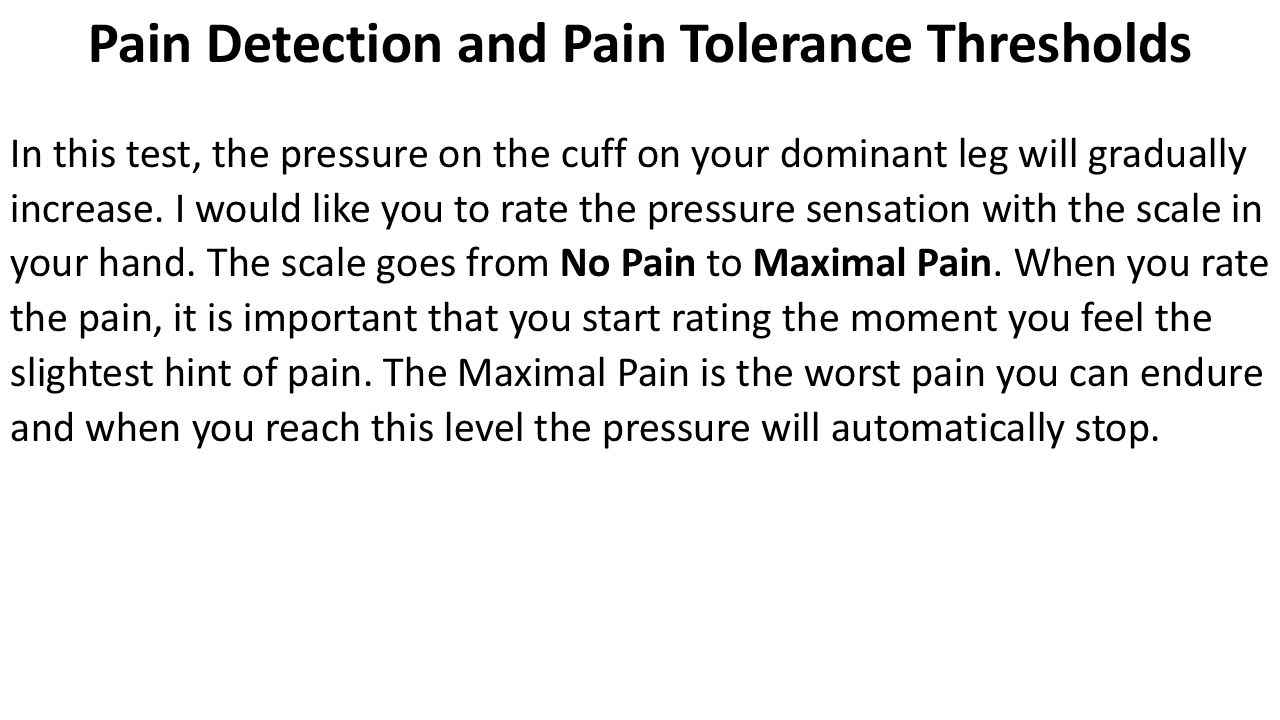 Pain Detection and Pain Tolerance Thresholds
In this test, the pressure on the cuff on your dominant leg will gradually
increase. I would like you to rate the pressure sensation with the scale in
your hand. The scale goes from No Pain to Maximal Pain. When you rate
the pain, it is important that you start rating the moment you feel the
slightest hint of pain. The Maximal Pain is the worst pain you can endure
and when you reach this level the pressure will automatically stop.